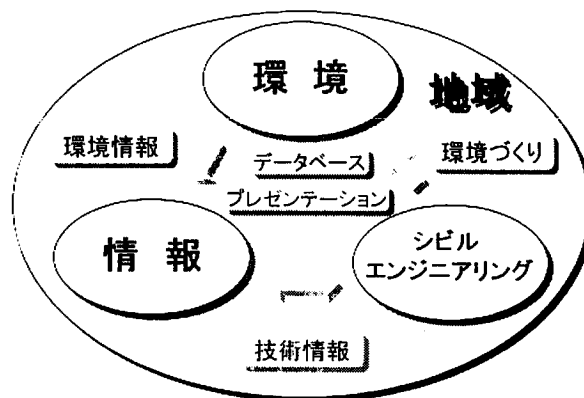 環境
地域
環境情報
データベース
環境づくり
プレゼンテーション
情報
シビル
エンジニアリング
技術情報